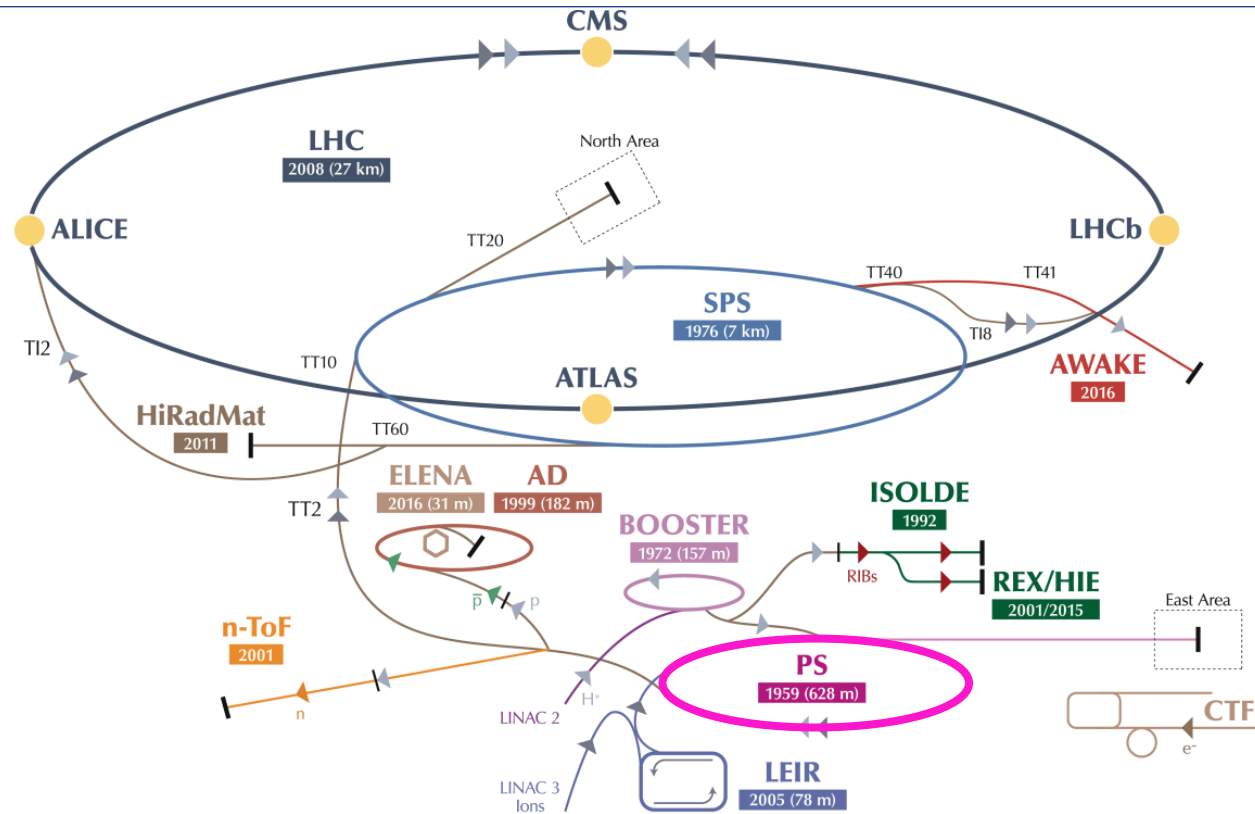 CMS
LHC
2008 (27 km)
North Area
ALICE
LHCb
TT20
TT40
TT41
SPS
1976 (7 km)
TI2
TT10
TI8
ATLAS
AWAKE
2016
HiRadMat
2011
TT60
ELENA
2016 (31 m)
AD
1999 (182 m)
ISOLDE
1992
TT2
BOOSTER
1972 (157 m)
RIBs
REX/HIE
2001/2015
p̅
p
East Area
n-ToF
2001
PS
1959 (628 m)
n
H⁺
LINAC 2
CTF
e⁻
LEIR
2005 (78 m)
LINAC 3
Ions